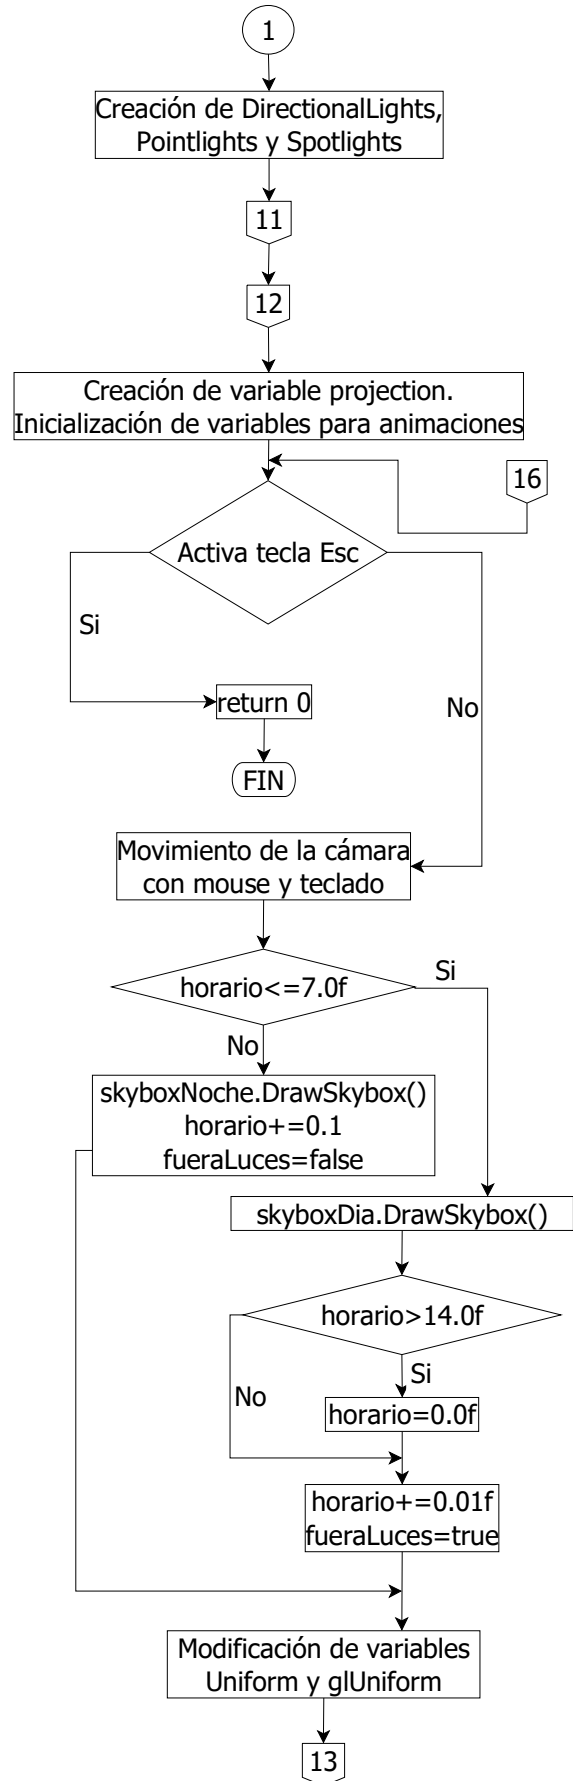 1
Creación de DirectionalLights,
Pointlights y Spotlights
11
12
Creación de variable projection.
Inicialización de variables para animaciones
16
Activa tecla Esc
Si
No
return 0
FIN
Movimiento de la cámara
con mouse y teclado
horario<=7.0f
Si
No
skyboxNoche.DrawSkybox()
horario+=0.1
fueraLuces=false
skyboxDia.DrawSkybox()
horario>14.0f
Si
No
horario=0.0f
horario+=0.01f
fueraLuces=true
Modificación de variables
Uniform y glUniform
13